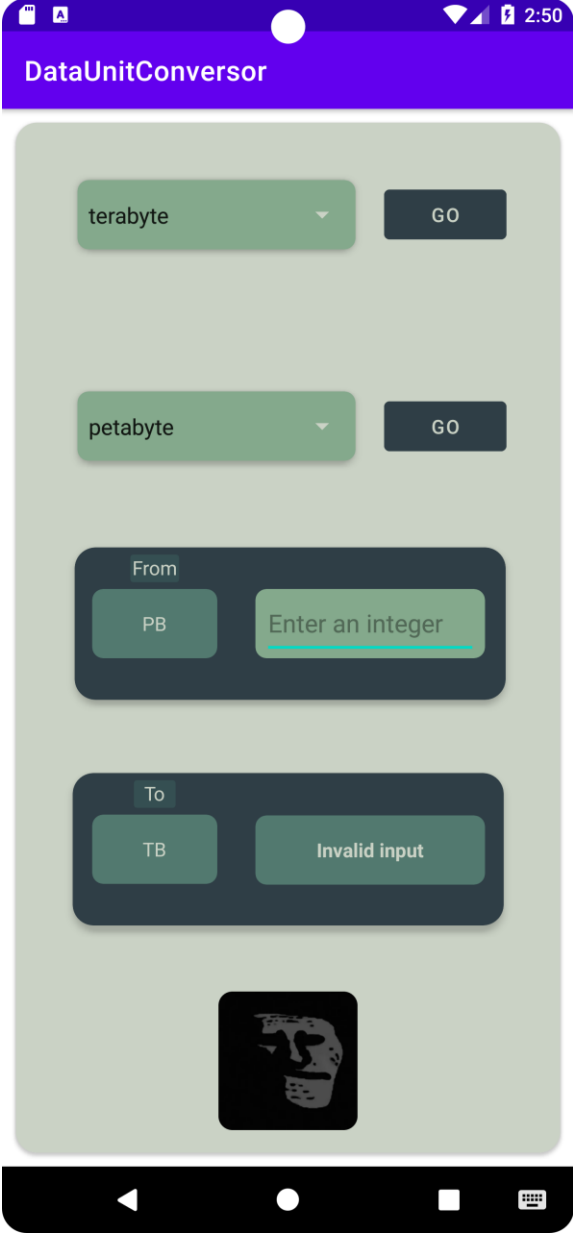 2:50
DataUnitConversor
terabyte
GO
petabyte
GO
From
PB
Enter an integer
To
TB
Invalid input